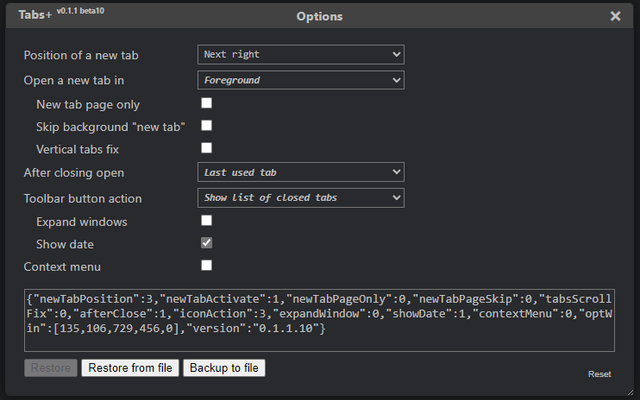 Tabs+ v0.1.1 beta10
Options
Position of a new tab Next right
Open a new tab in Foreground
New tab page only
Skip background "new tab"
Vertical tabs fix
After closing open Last used tab
Toolbar button action Show list of closed tabs
Expand windows
Show date
Context menu
{"newTabPosition":3,"newTabActivate":1,"newTabPageOnly":0,"newTabPageSkip":0,"tabsScroll
Fix":0,"afterClose":1,"iconAction":3,"expandWindow":0,"showDate":1,"contextMenu":0,"optW
in":[135,106,729,456,0],"version":"0.1.1.10"}
Restore Restore from file Backup to file Reset